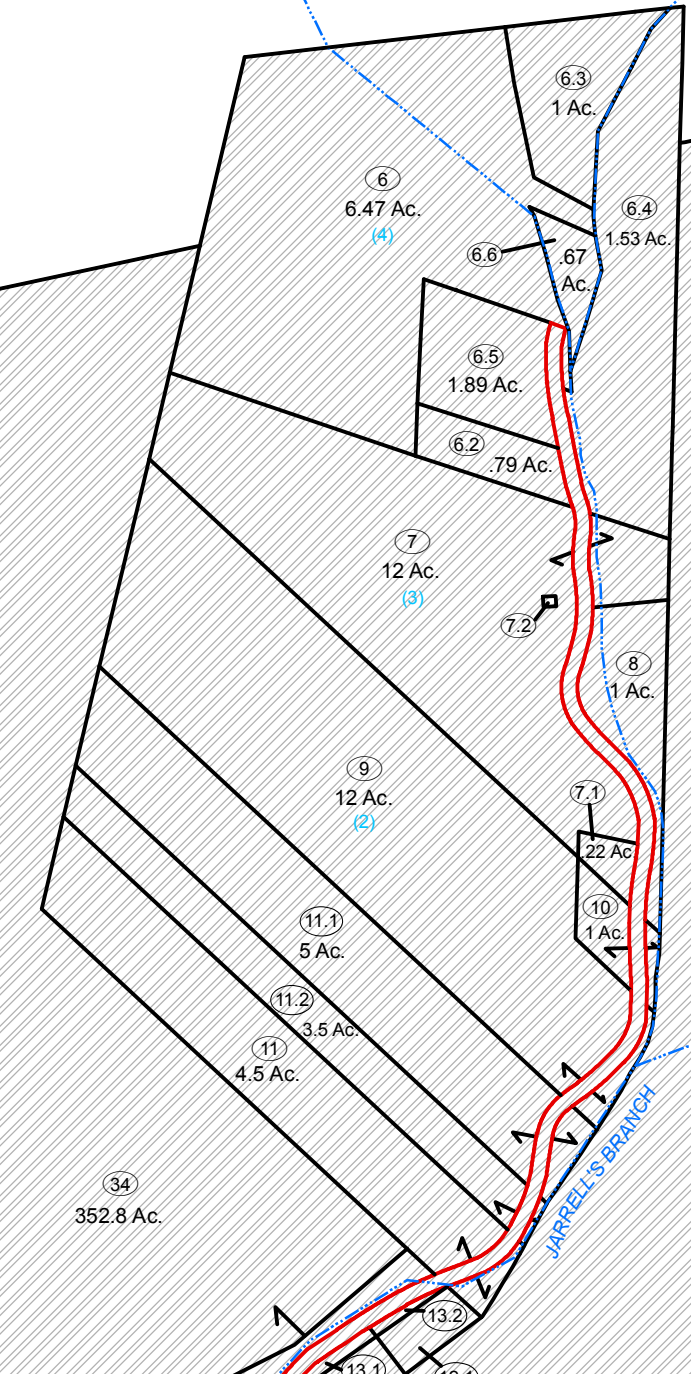 6.3
1 Ac.
6
6.47 Ac.
(4)
6.4
1.53 Ac.
6.6
.67
Ac.
6.5
1.89 Ac.
6.2
.79 Ac.
7
12 Ac.
(3)
7.2
8
1 Ac.
9
12 Ac.
(2)
7.1
.22 Ac
10
1 Ac.
11.1
5 Ac.
11.2
3.5 Ac.
11
4.5 Ac.
JARRELL'S BRANCH
34
352.8 Ac.
13.2
13.1